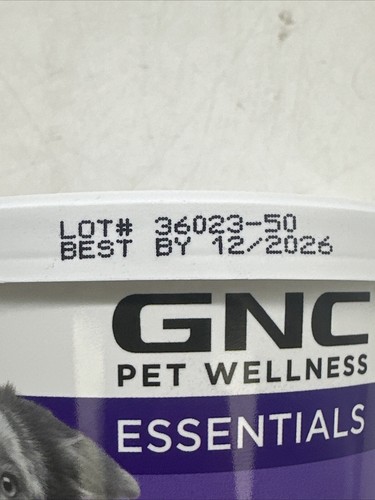 LOT# 36023-50
BEST BY 12/2026
GNC
PET WELLNESS
ESSENTIALS